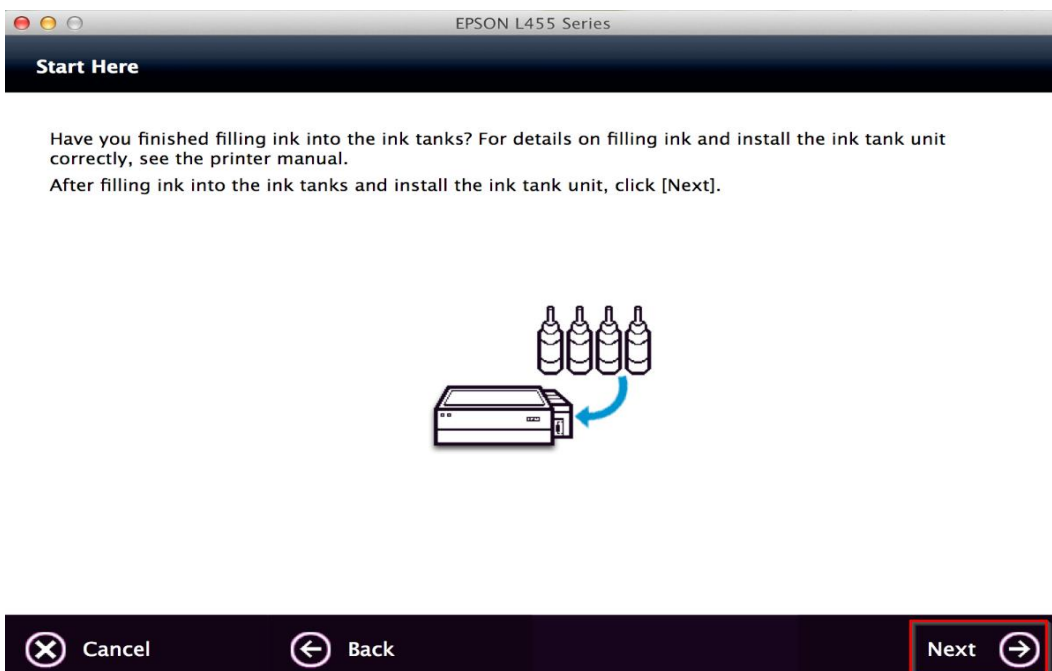 EPSON L455 Series
Start Here
Have you finished filling ink into the ink tanks? For details on filling ink and install the ink tank unit
correctly, see the printer manual.
After filling ink into the ink tanks and install the ink tank unit, click [Next].
Cancel
Back
Next